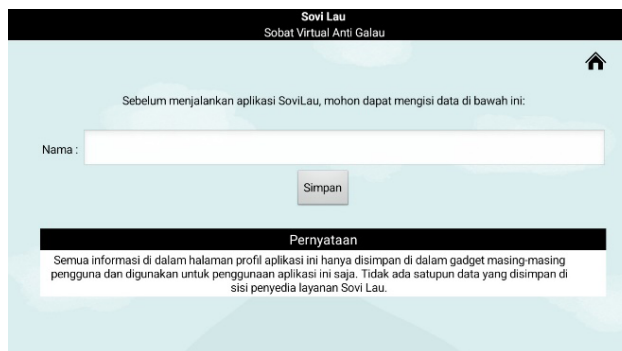 Sovi Lau
Sobat Virtual Anti Galau
Sebelum menjalankan aplikasi SoviLau, mohon dapat mengisi data di bawah ini:
Nama :
Simpan
Pernyataan
Semua informasi di dalam halaman profil aplikasi ini hanya disimpan di dalam gadget masing-masing
pengguna dan digunakan untuk penggunaan aplikasi ini saja. Tidak ada satupun data yang disimpan di
sisi penyedia layanan Sovi Lau.